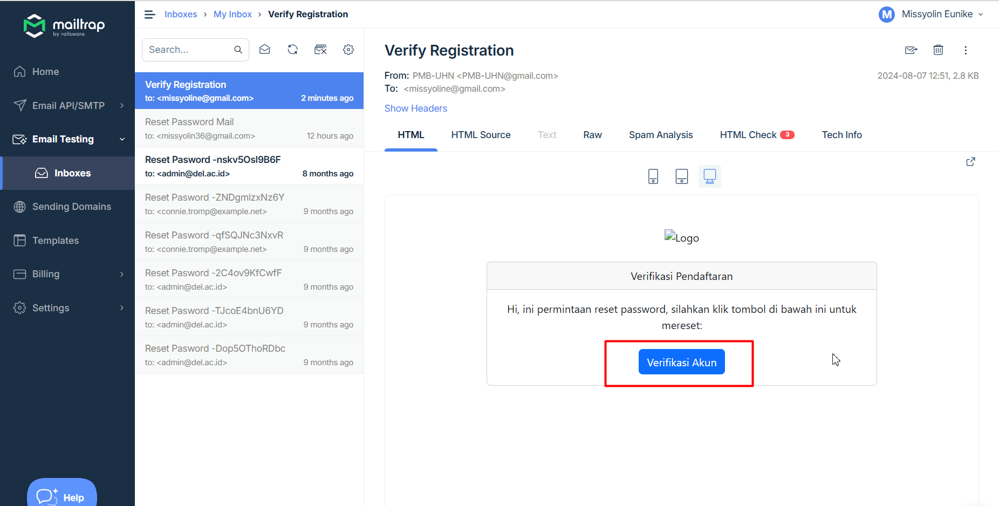 mailtrap
by railsware
Home
Email API/SMTP
Email Testing
Inboxes
Sending Domains
Templates
Billing
Settings
Help
Inboxes › My Inbox › Verify Registration
M Missyolin Eunike
Search...
Verify Registration
to: <missyoline@gmail.com> 2 minutes ago
Reset Password Mail
to: <missyolin36@gmail.com> 12 hours ago
Reset Pasword -nskv5OsI9B6F
to: <admin@del.ac.id> 8 months ago
Reset Pasword -ZNDgmlzxNz6Y
to: <connie.tromp@example.net> 9 months ago
Reset Pasword -qfSQJNc3NxvR
to: <connie.tromp@example.net> 9 months ago
Reset Pasword -2C4ov9KfCwfF
to: <admin@del.ac.id> 9 months ago
Reset Pasword -TJcoE4bnU6YD
to: <admin@del.ac.id> 9 months ago
Reset Pasword -Dop5OThoRDbc
to: <admin@del.ac.id> 9 months ago
Verify Registration
From: PMB-UHN <PMB-UHN@gmail.com> 2024-08-07 12:51, 2.8 KB
To: <missyoline@gmail.com>
Show Headers
HTML HTML Source Text Raw Spam Analysis HTML Check 3 Tech Info
Logo
Verifikasi Pendaftaran
Hi, ini permintaan reset password, silahkan klik tombol di bawah ini untuk
mereset:
Verifikasi Akun